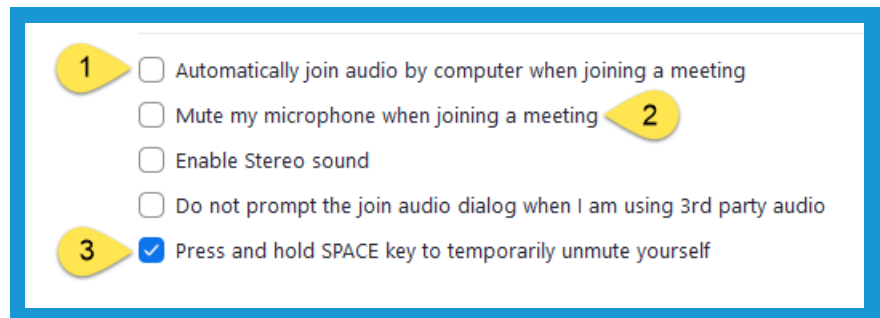 1 Automatically join audio by computer when joining a meeting
Mute my microphone when joining a meeting 2
Enable Stereo sound
Do not prompt the join audio dialog when I am using 3rd party audio
3 Press and hold SPACE key to temporarily unmute yourself